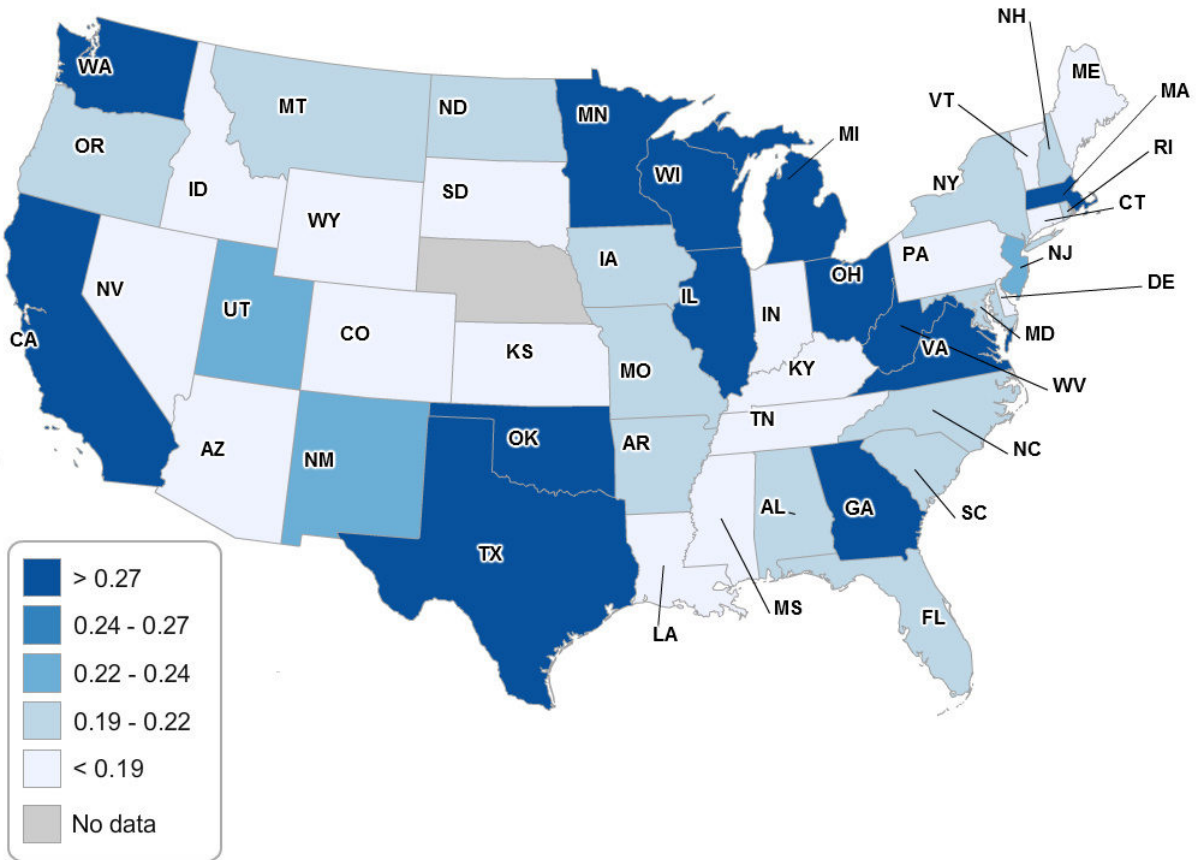 NH
WA
ME
MT
ND
VT
MA
MN
OR
MI
RI
WI
ID
SD
NY
CT
WY
PA
NJ
IA
OH
DE
NV
IL
UT
IN
CO
MD
CA
KS
VA
MO
KY
WV
TN
OK
AR
AZ
NM
NC
AL
GA
SC
TX
MS
FL
LA
> 0.27
0.24 - 0.27
0.22 - 0.24
0.19 - 0.22
< 0.19
No data